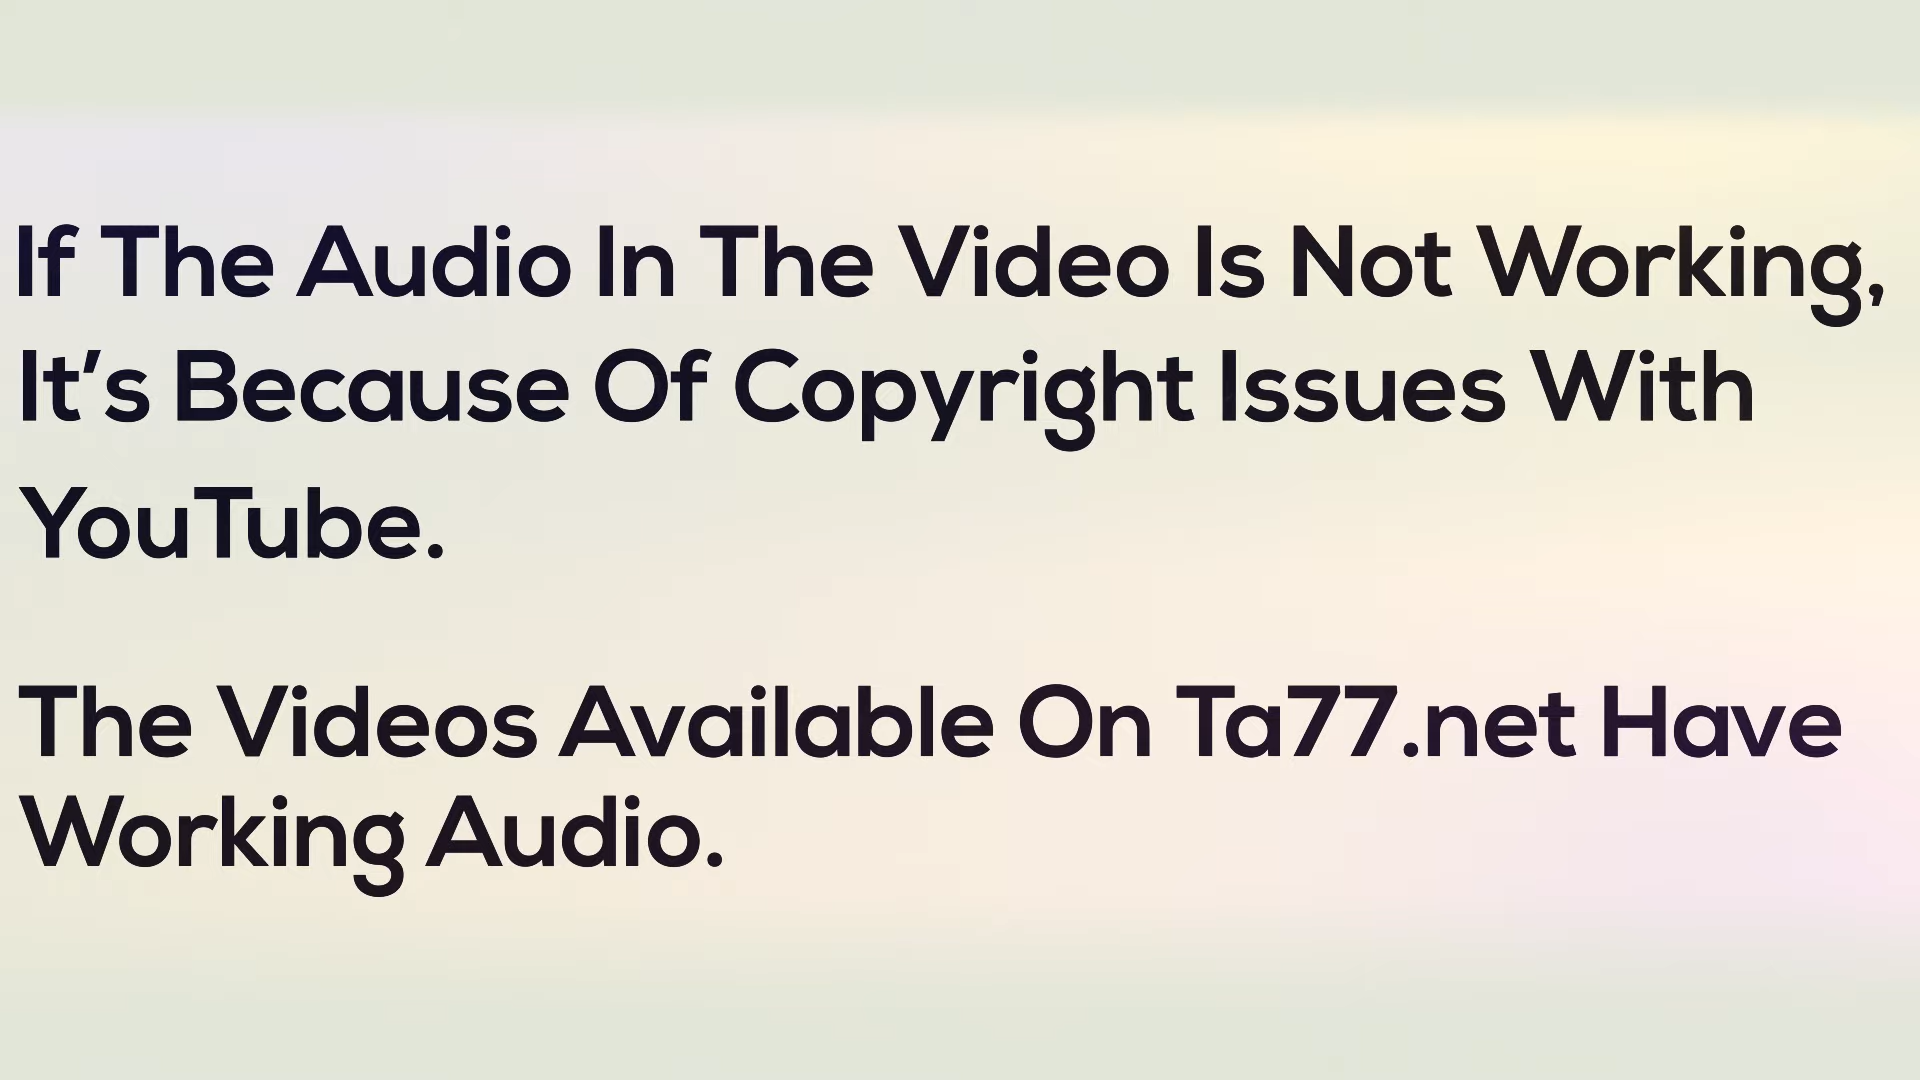 If The Audio In The Video Is Not Working,
It’s Because Of Copyright Issues With
YouTube.
The Videos Available On Ta77.net Have
Working Audio.